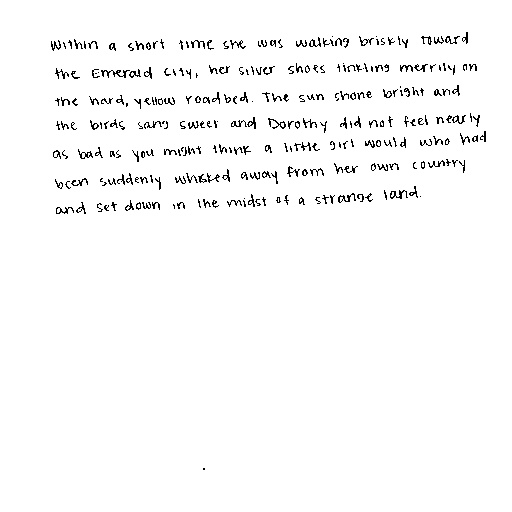 Within a short time she was walking briskly toward
the Emerald City, her silver shoes tinkling merrily on
the hard, yellow roadbed. The sun shone bright and
the birds sang sweet and Dorothy did not feel nearly
as bad as you might think a little girl would who had
been suddenly whisked away from her own country
and set down in the midst of a strange land.